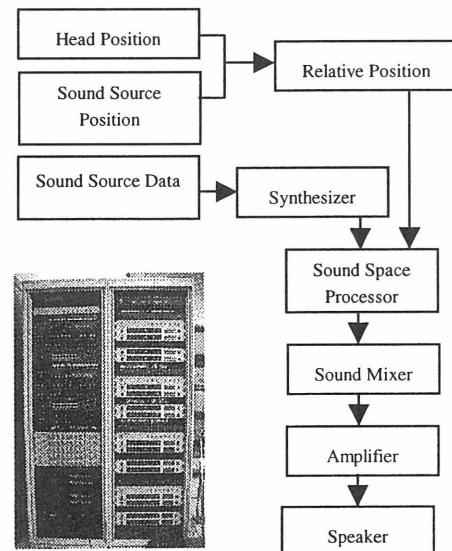 Head Position
Relative Position
Sound Source
Position
Sound Source Data
Synthesizer
Sound Space
Processor
Sound Mixer
Amplifier
Speaker